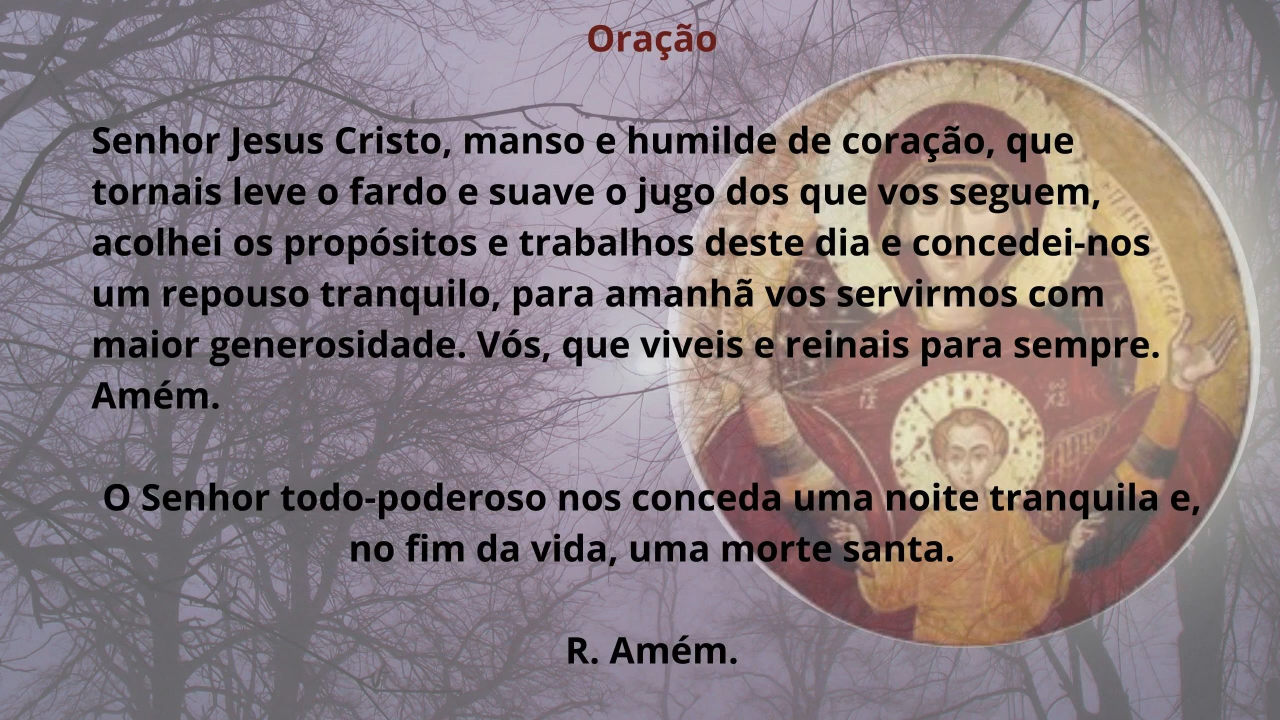 Oração
Senhor Jesus Cristo, manso e humilde de coração, que
tornais leve o fardo e suave o jugo dos que vos seguem,
acolhei os propósitos e trabalhos deste dia e concedei-nos
um repouso tranquilo, para amanhã vos servirmos com
maior generosidade. Vós, que viveis e reinais para sempre.
Amém.
O Senhor todo-poderoso nos conceda uma noite tranquila e,
no fim da vida, uma morte santa.
R. Amém.